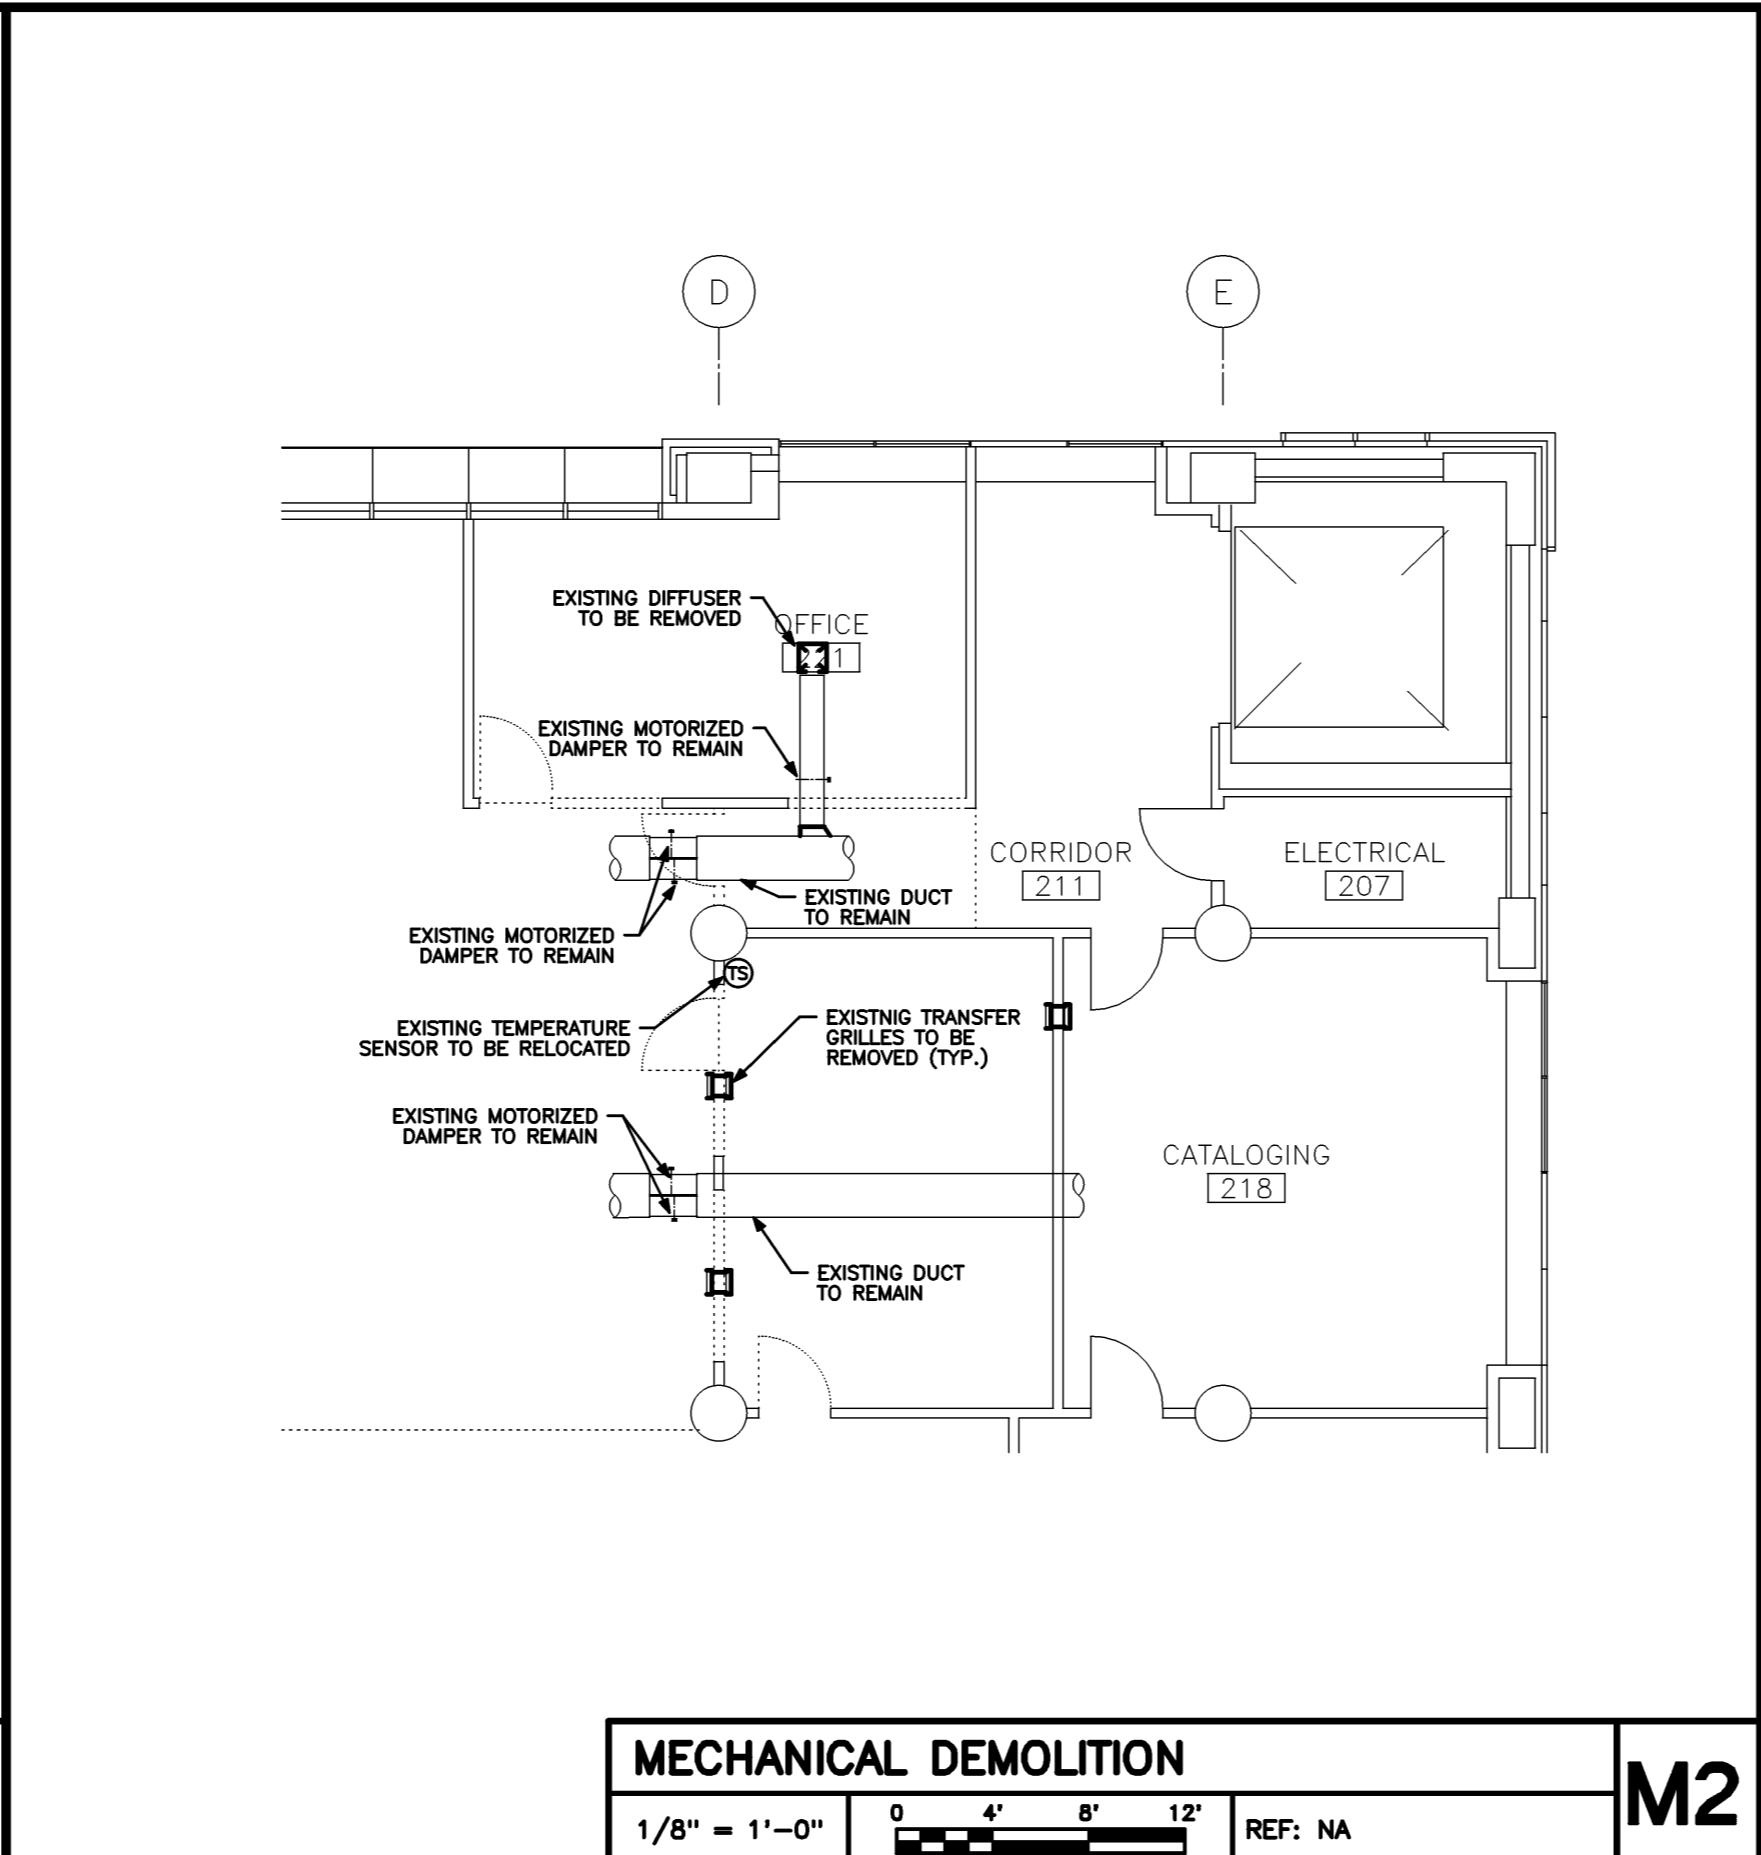 D
E
EXISTING DIFFUSER
TO BE REMOVED
OFFICE
221
EXISTING MOTORIZED
DAMPER TO REMAIN
CORRIDOR
211
ELECTRICAL
207
EXISTING DUCT
TO REMAIN
EXISTING MOTORIZED
DAMPER TO REMAIN
TS
EXISTING TEMPERATURE
SENSOR TO BE RELOCATED
EXISTNIG TRANSFER
GRILLES TO BE
REMOVED (TYP.)
EXISTING MOTORIZED
DAMPER TO REMAIN
CATALOGING
218
EXISTING DUCT
TO REMAIN
MECHANICAL DEMOLITION
M2
1/8" = 1'-0"
0 4' 8' 12'
REF: NA